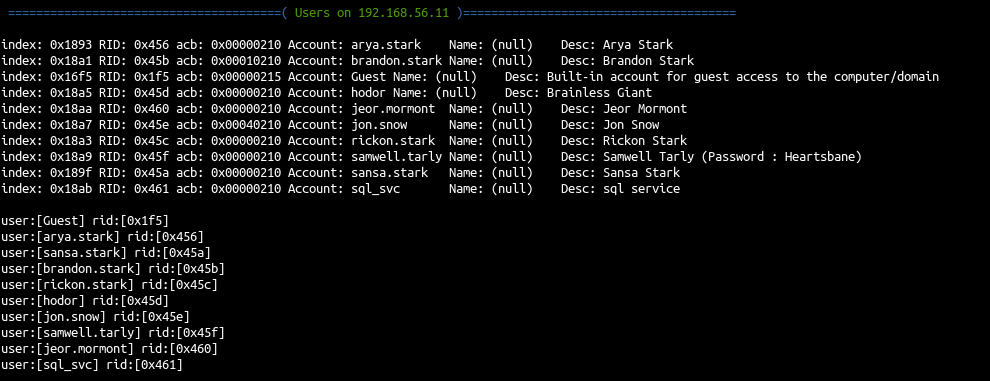 =======================================( Users on 192.168.56.11 )=======================================
index: 0x1893 RID: 0x456 acb: 0x00000210 Account: arya.stark    Name: (null)    Desc: Arya Stark
index: 0x18a1 RID: 0x45b acb: 0x00010210 Account: brandon.stark Name: (null)    Desc: Brandon Stark
index: 0x16f5 RID: 0x1f5 acb: 0x00000215 Account: Guest Name: (null)    Desc: Built-in account for guest access to the computer/domain
index: 0x18a5 RID: 0x45d acb: 0x00000210 Account: hodor Name: (null)    Desc: Brainless Giant
index: 0x18aa RID: 0x460 acb: 0x00000210 Account: jeor.mormont  Name: (null)    Desc: Jeor Mormont
index: 0x18a7 RID: 0x45e acb: 0x00040210 Account: jon.snow      Name: (null)    Desc: Jon Snow
index: 0x18a3 RID: 0x45c acb: 0x00000210 Account: rickon.stark  Name: (null)    Desc: Rickon Stark
index: 0x18a9 RID: 0x45f acb: 0x00000210 Account: samwell.tarly Name: (null)    Desc: Samwell Tarly (Password : Heartsbane)
index: 0x189f RID: 0x45a acb: 0x00000210 Account: sansa.stark   Name: (null)    Desc: Sansa Stark
index: 0x18ab RID: 0x461 acb: 0x00000210 Account: sql_svc       Name: (null)    Desc: sql service
user:[Guest] rid:[0x1f5]
user:[arya.stark] rid:[0x456]
user:[sansa.stark] rid:[0x45a]
user:[brandon.stark] rid:[0x45b]
user:[rickon.stark] rid:[0x45c]
user:[hodor] rid:[0x45d]
user:[jon.snow] rid:[0x45e]
user:[samwell.tarly] rid:[0x45f]
user:[jeor.mormont] rid:[0x460]
user:[sql_svc] rid:[0x461]